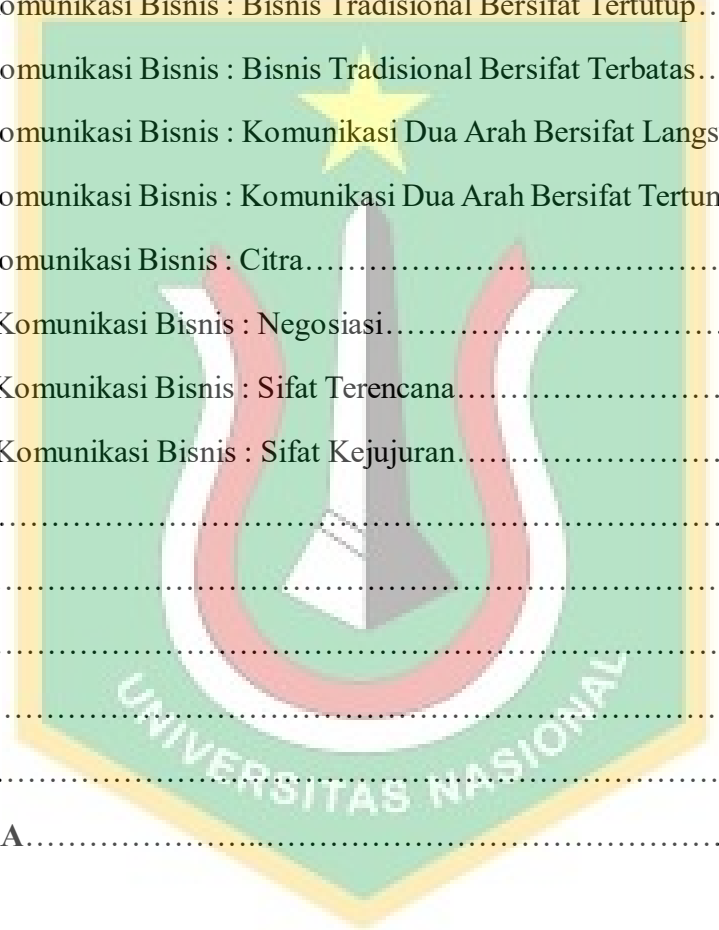 omunikasi Bisnis : Bisnis Tradisional Bersifat Tertutup…
omunikasi Bisnis : Bisnis Tradisional Bersifat Terbatas…
omunikasi Bisnis : Komunikasi Dua Arah Bersifat Langs
omunikasi Bisnis : Komunikasi Dua Arah Bersifat Tertun
omunikasi Bisnis : Citra………………………………………
Komunikasi Bisnis : Negosiasi………………………………
Komunikasi Bisnis : Sifat Terencana………………………
Komunikasi Bisnis : Sifat Kejujuran………………………
………………………………………………………………
………………………………………………………………
………………………………………………………………
………………………………………………………………
………………………………………………………………
A………………………………………………………………
UNIVERSITAS NASIONAL